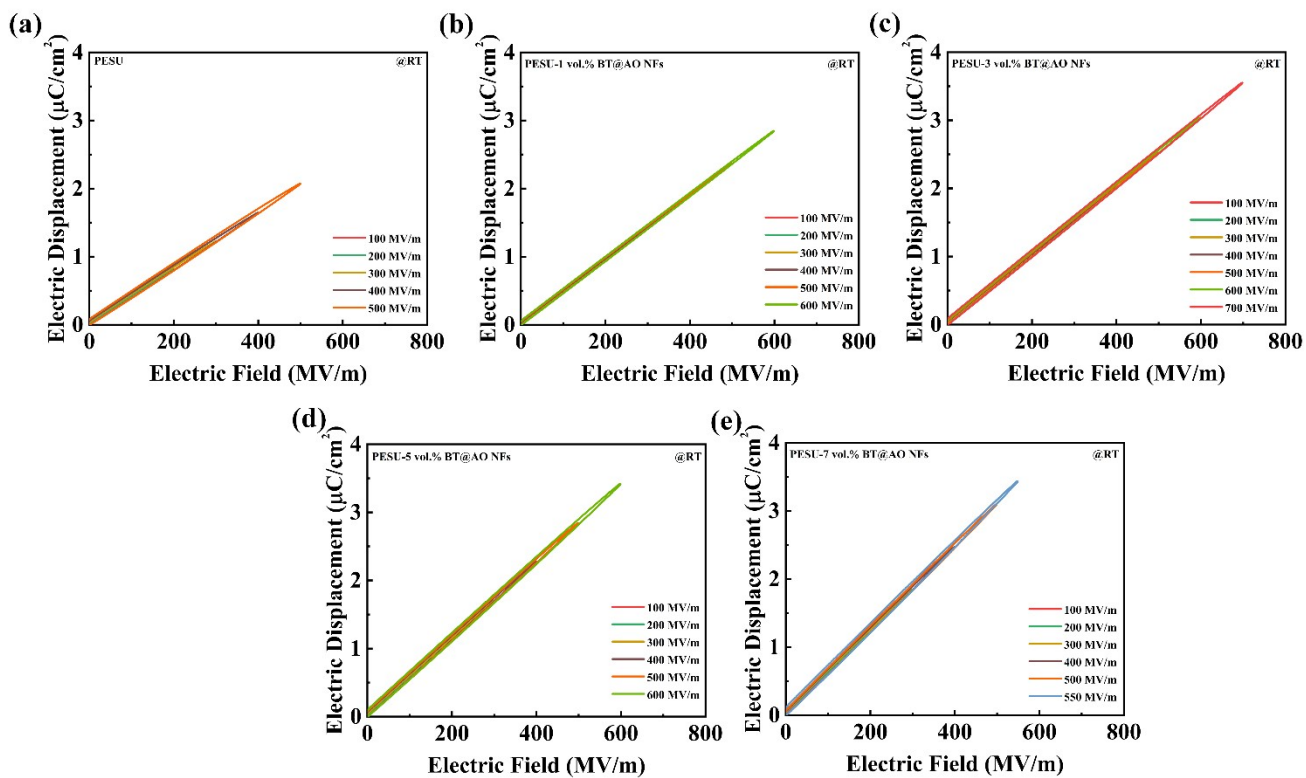 (a)
PESU
@RT
Electric Displacement (μC/cm²)
4
3
2
1
0
100 MV/m
200 MV/m
300 MV/m
400 MV/m
500 MV/m
0 200 400 600 800
Electric Field (MV/m)
(b)
PESU-1 vol.% BT@AO NFs
@RT
Electric Displacement (μC/cm²)
4
3
2
1
0
100 MV/m
200 MV/m
300 MV/m
400 MV/m
500 MV/m
600 MV/m
0 200 400 600 800
Electric Field (MV/m)
(c)
PESU-3 vol.% BT@AO NFs
@RT
Electric Displacement (μC/cm²)
4
3
2
1
0
100 MV/m
200 MV/m
300 MV/m
400 MV/m
500 MV/m
600 MV/m
700 MV/m
0 200 400 600 800
Electric Field (MV/m)
(d)
PESU-5 vol.% BT@AO NFs
@RT
Electric Displacement (μC/cm²)
4
3
2
1
0
100 MV/m
200 MV/m
300 MV/m
400 MV/m
500 MV/m
600 MV/m
0 200 400 600 800
Electric Field (MV/m)
(e)
PESU-7 vol.% BT@AO NFs
@RT
Electric Displacement (μC/cm²)
4
3
2
1
0
100 MV/m
200 MV/m
300 MV/m
400 MV/m
500 MV/m
550 MV/m
0 200 400 600 800
Electric Field (MV/m)